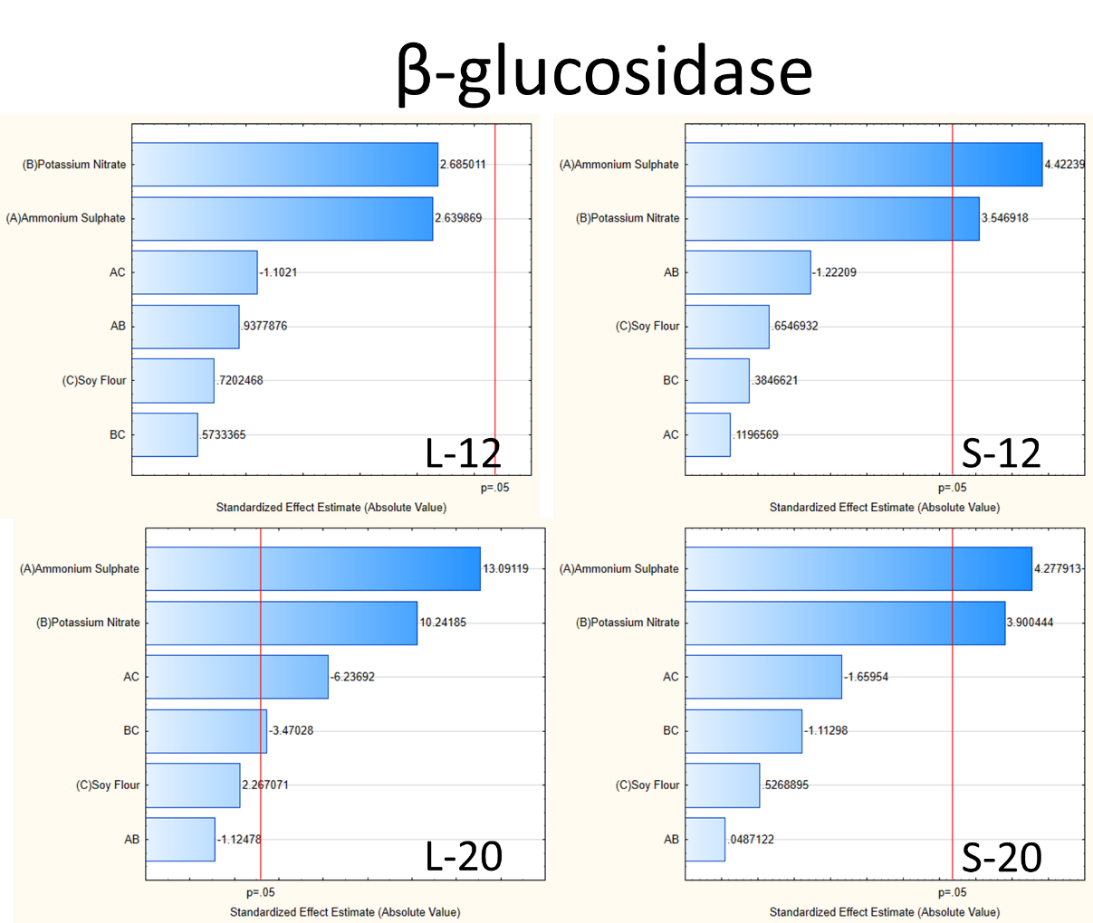 β-glucosidase
(B)Potassium Nitrate 2.685011
(A)Ammonium Sulphate 2.639869
AC -1.1021
AB .9377876
(C)Soy Flour .7202468
BC .5733365
L-12
p=.05
Standardized Effect Estimate (Absolute Value)
(A)Ammonium Sulphate 4.42239
(B)Potassium Nitrate 3.546918
AB -1.22209
(C)Soy Flour .6546932
BC .3846621
AC .1196569
S-12
p=.05
Standardized Effect Estimate (Absolute Value)
(A)Ammonium Sulphate 13.09119
(B)Potassium Nitrate 10.24185
AC -6.23692
BC -3.47028
(C)Soy Flour 2.267071
AB -1.12478
L-20
p=.05
Standardized Effect Estimate (Absolute Value)
(A)Ammonium Sulphate 4.277913
(B)Potassium Nitrate 3.900444
AC -1.65954
BC -1.11298
(C)Soy Flour .5268895
AB .0487122
S-20
p=.05
Standardized Effect Estimate (Absolute Value)